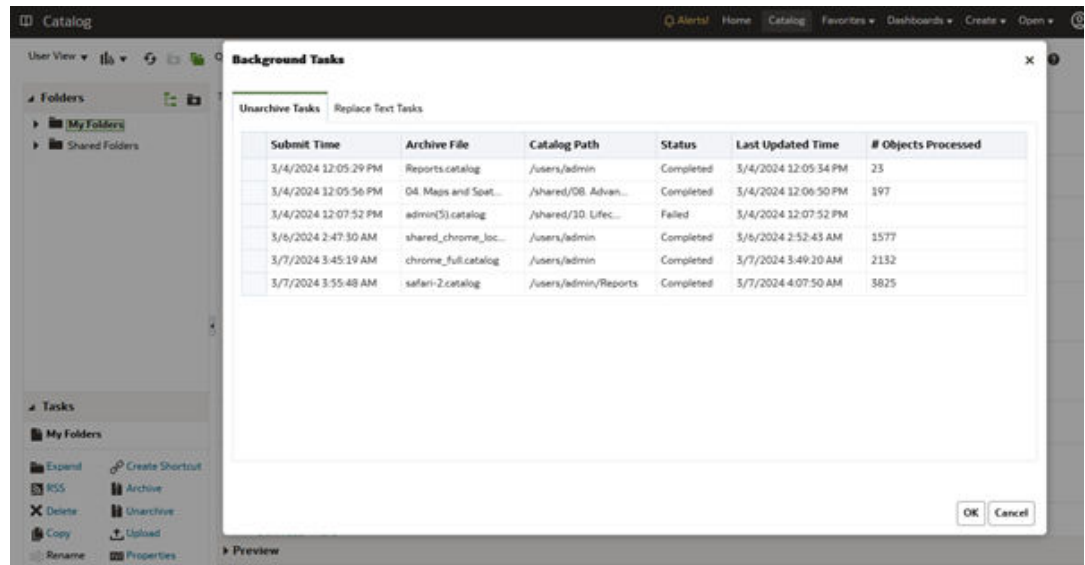 Catalog
Alerts! Home Catalog Favorites Dashboards Create Open
User View
Background Tasks
Folders
My Folders
Shared Folders
Unarchive Tasks Replace Text Tasks
Submit Time Archive File Catalog Path Status Last Updated Time # Objects Processed
3/4/2024 12:05:29 PM Reports.catalog /users/admin Completed 3/4/2024 12:05:34 PM 23
3/4/2024 12:05:56 PM 04. Maps and Spat... /shared/08. Advan... Completed 3/4/2024 12:06:50 PM 197
3/4/2024 12:07:52 PM admin(5).catalog /shared/10. Lifec... Failed 3/4/2024 12:07:52 PM
3/6/2024 2:47:30 AM shared_chrome_loc... /users/admin Completed 3/6/2024 2:52:43 AM 1577
3/7/2024 3:45:19 AM chrome_full.catalog /users/admin Completed 3/7/2024 3:49:20 AM 2132
3/7/2024 3:55:48 AM safari-2.catalog /users/admin/Reports Completed 3/7/2024 4:07:50 AM 3825
Tasks
My Folders
Expand Create Shortcut
RSS Archive
Delete Unarchive
Copy Upload
Rename Properties
OK Cancel
Preview